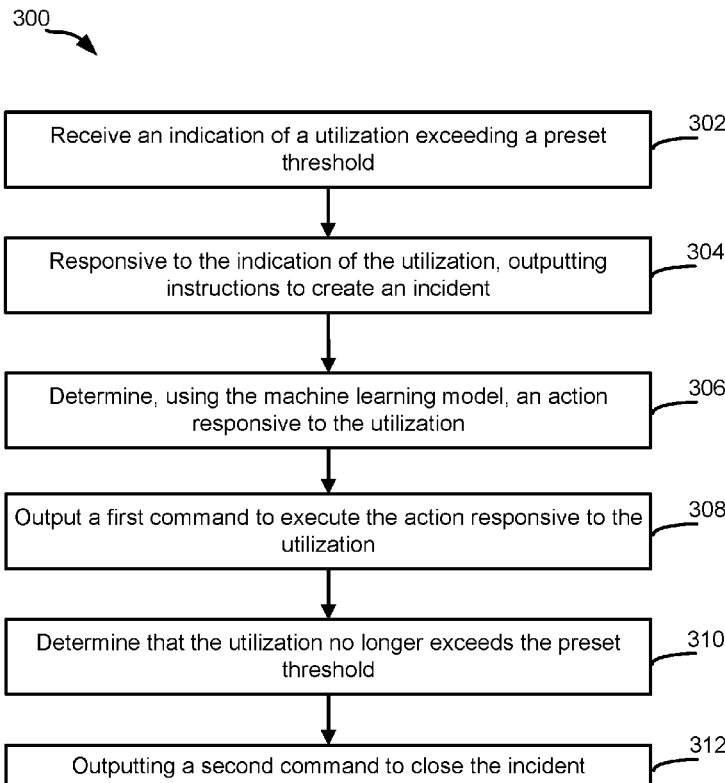 300
Receive an indication of a utilization exceeding a preset
threshold
302
Responsive to the indication of the utilization, outputting
instructions to create an incident
304
Determine, using the machine learning model, an action
responsive to the utilization
306
Output a first command to execute the action responsive to the
utilization
308
Determine that the utilization no longer exceeds the preset
threshold
310
Outputting a second command to close the incident
312